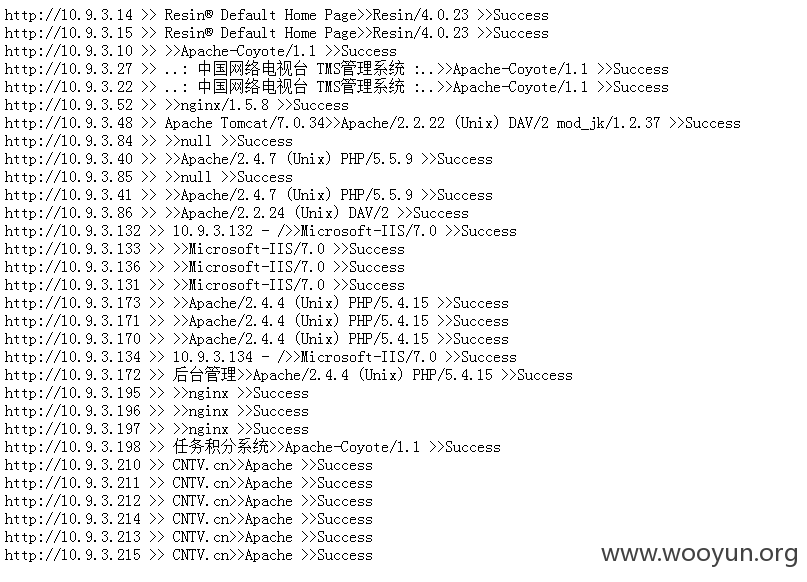 http://10.9.3.14 >> Resin® Default Home Page>>Resin/4.0.23 >>Success
http://10.9.3.15 >> Resin® Default Home Page>>Resin/4.0.23 >>Success
http://10.9.3.10 >> >>Apache-Coyote/1.1 >>Success
http://10.9.3.27 >> ..: 中国网络电视台 TMS管理系统 :..>>Apache-Coyote/1.1 >>Success
http://10.9.3.22 >> ..: 中国网络电视台 TMS管理系统 :..>>Apache-Coyote/1.1 >>Success
http://10.9.3.52 >> >>nginx/1.5.8 >>Success
http://10.9.3.48 >> Apache Tomcat/7.0.34>>Apache/2.2.22 (Unix) DAV/2 mod_jk/1.2.37 >>Success
http://10.9.3.84 >> >>null >>Success
http://10.9.3.40 >> >>Apache/2.4.7 (Unix) PHP/5.5.9 >>Success
http://10.9.3.85 >> >>null >>Success
http://10.9.3.41 >> >>Apache/2.4.7 (Unix) PHP/5.5.9 >>Success
http://10.9.3.86 >> >>Apache/2.2.24 (Unix) DAV/2 >>Success
http://10.9.3.132 >> 10.9.3.132 - />>Microsoft-IIS/7.0 >>Success
http://10.9.3.133 >> >>Microsoft-IIS/7.0 >>Success
http://10.9.3.136 >> >>Microsoft-IIS/7.0 >>Success
http://10.9.3.131 >> >>Microsoft-IIS/7.0 >>Success
http://10.9.3.173 >> >>Apache/2.4.4 (Unix) PHP/5.4.15 >>Success
http://10.9.3.171 >> >>Apache/2.4.4 (Unix) PHP/5.4.15 >>Success
http://10.9.3.170 >> >>Apache/2.4.4 (Unix) PHP/5.4.15 >>Success
http://10.9.3.134 >> 10.9.3.134 - />>Microsoft-IIS/7.0 >>Success
http://10.9.3.172 >> 后台管理>>Apache/2.4.4 (Unix) PHP/5.4.15 >>Success
http://10.9.3.195 >> >>nginx >>Success
http://10.9.3.196 >> >>nginx >>Success
http://10.9.3.197 >> >>nginx >>Success
http://10.9.3.198 >> 任务积分系统>>Apache-Coyote/1.1 >>Success
http://10.9.3.210 >> CNTV.cn>>Apache >>Success
http://10.9.3.211 >> CNTV.cn>>Apache >>Success
http://10.9.3.212 >> CNTV.cn>>Apache >>Success
http://10.9.3.214 >> CNTV.cn>>Apache >>Success
http://10.9.3.213 >> CNTV.cn>>Apache >>Success
http://10.9.3.215 >> CNTV.cn>>Apache >>Success
www.wooyun.org